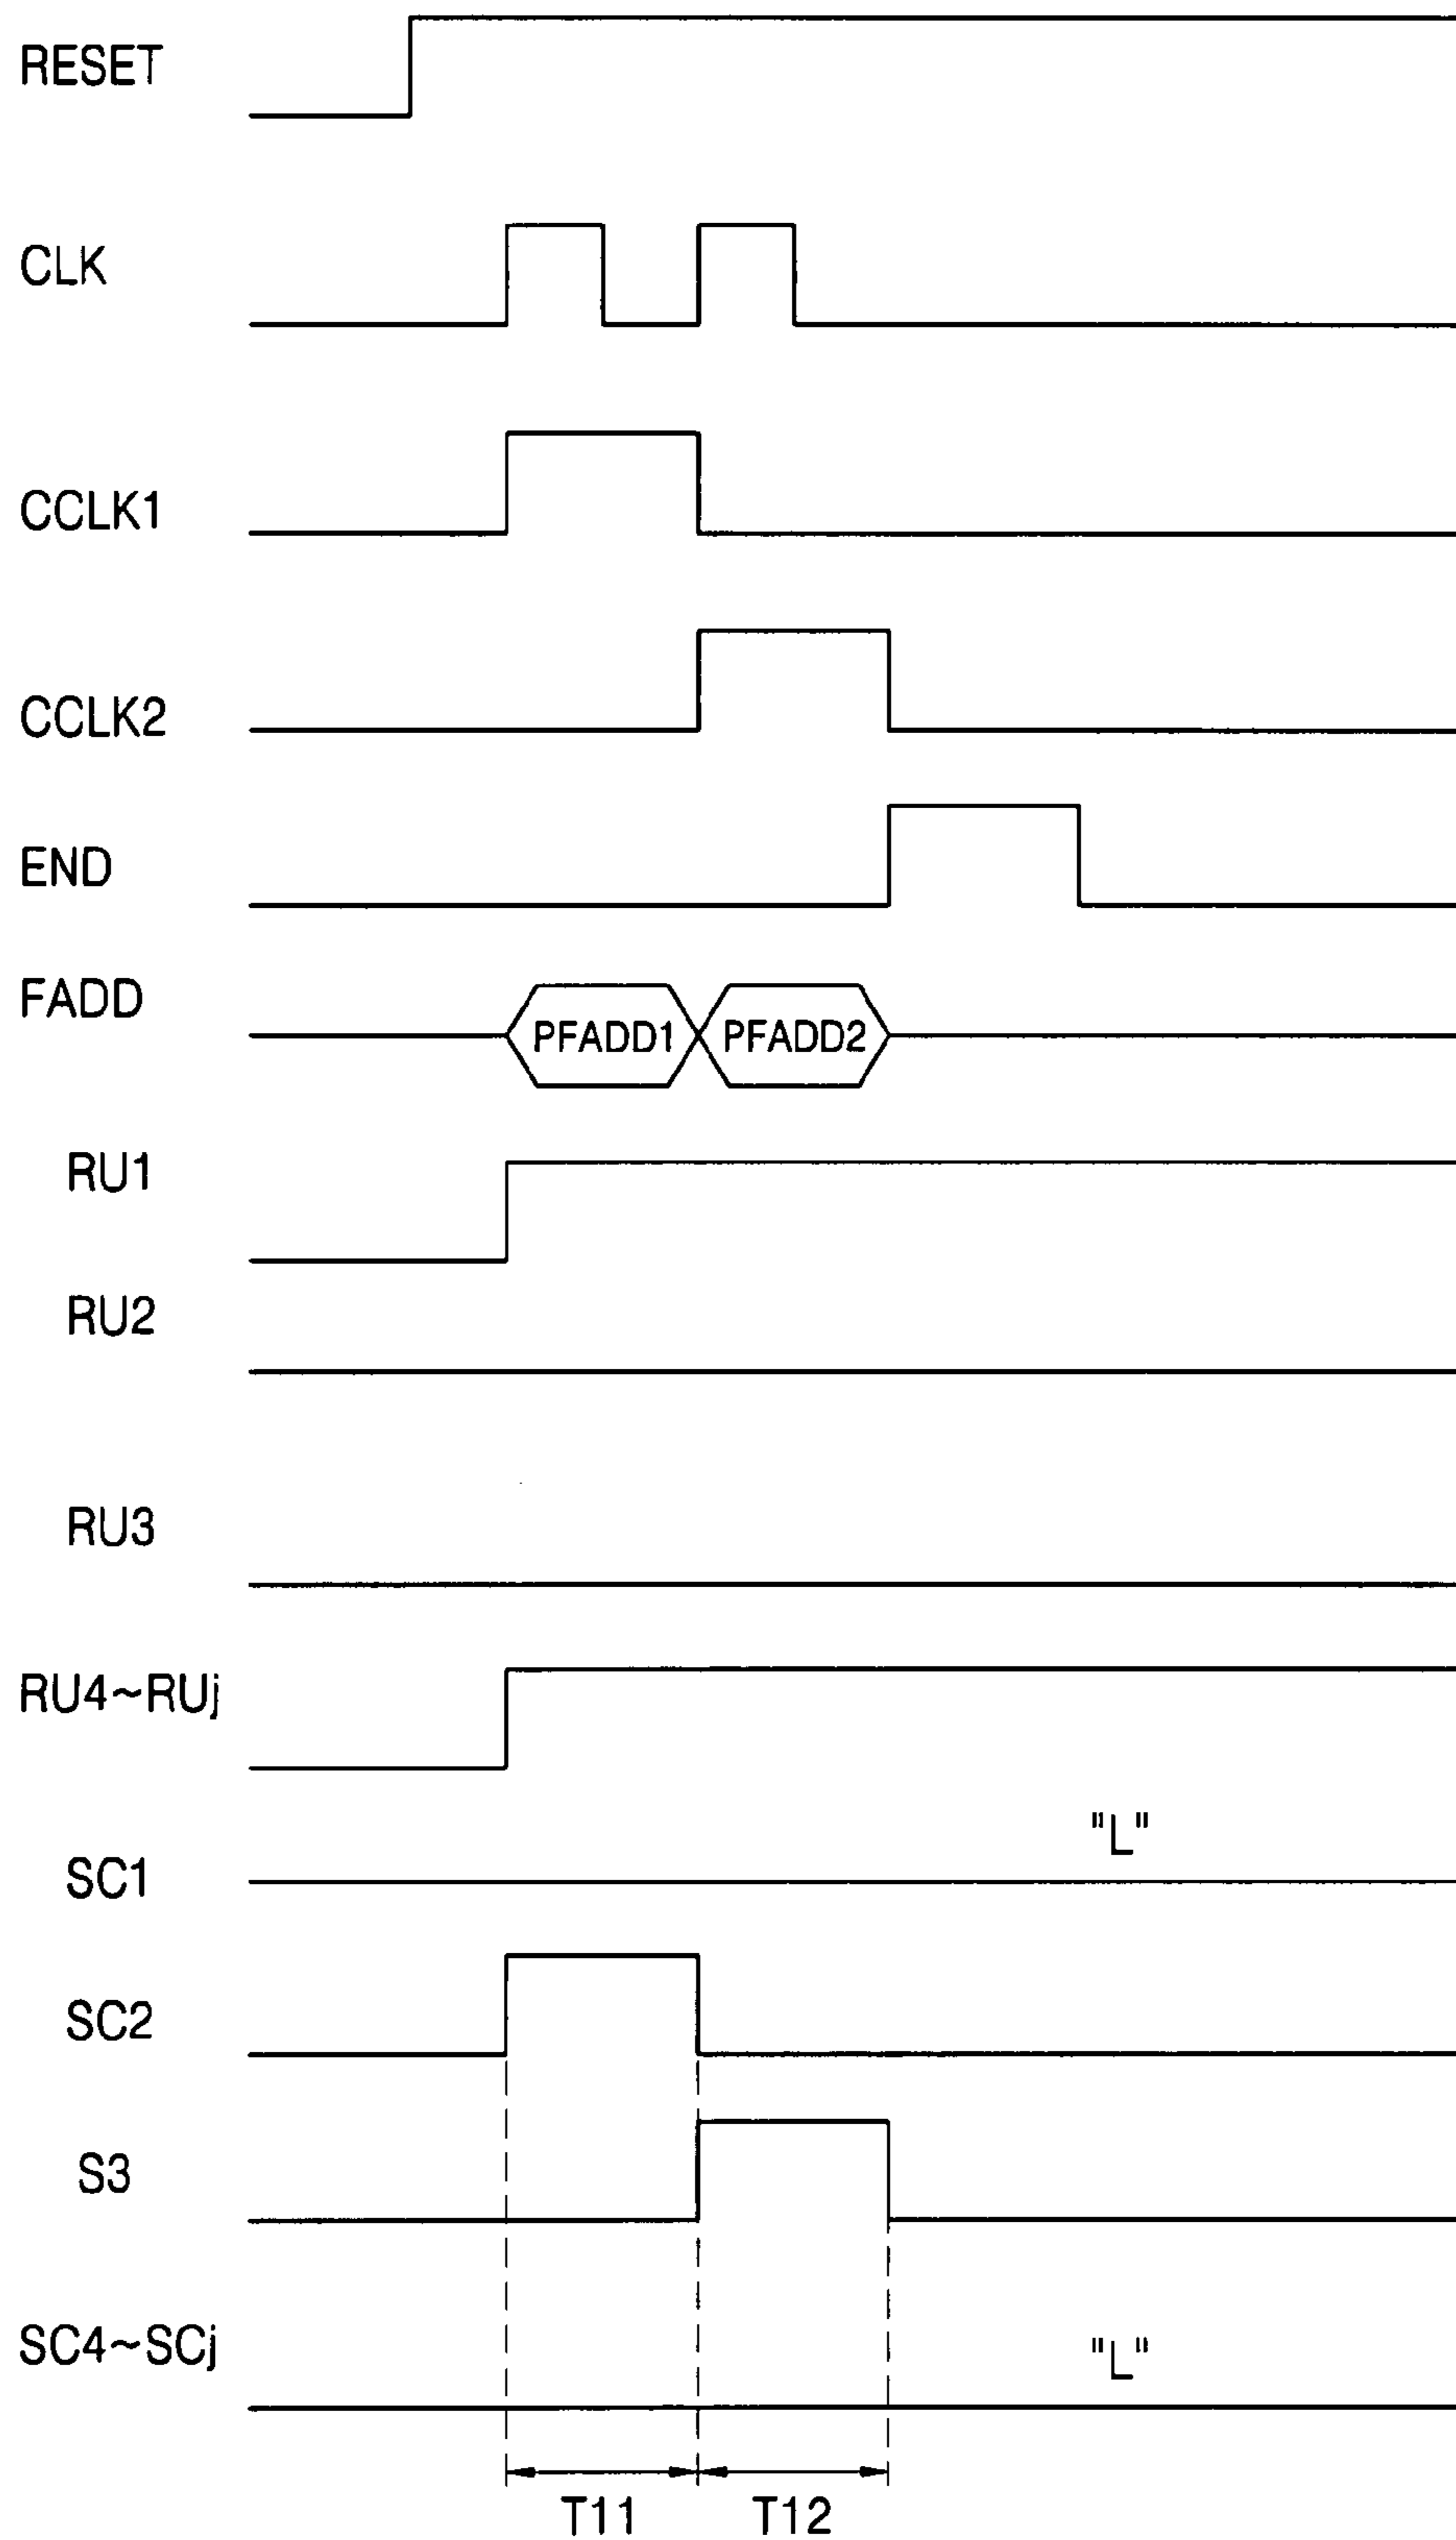 RESET
CLK
CCLK1
CCLK2
END
FADD
PFADD1 PFADD2
RU1
RU2
RU3
RU4~RUj
"L"
SC1
SC2
S3
SC4~SCj
"L"
T11 T12